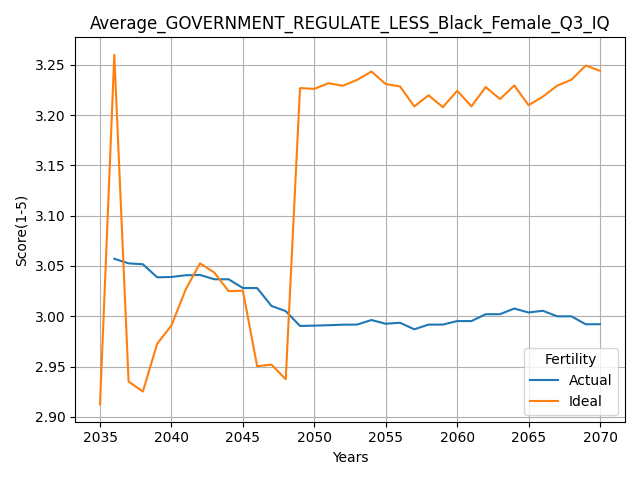 Average_GOVERNMENT_REGULATE_LESS_Black_Female_Q3_IQ
Score(1-5)
3.25
3.20
3.15
3.10
3.05
3.00
2.95
2.90
2035 2040 2045 2050 2055 2060 2065 2070
Years
Fertility
Actual
Ideal